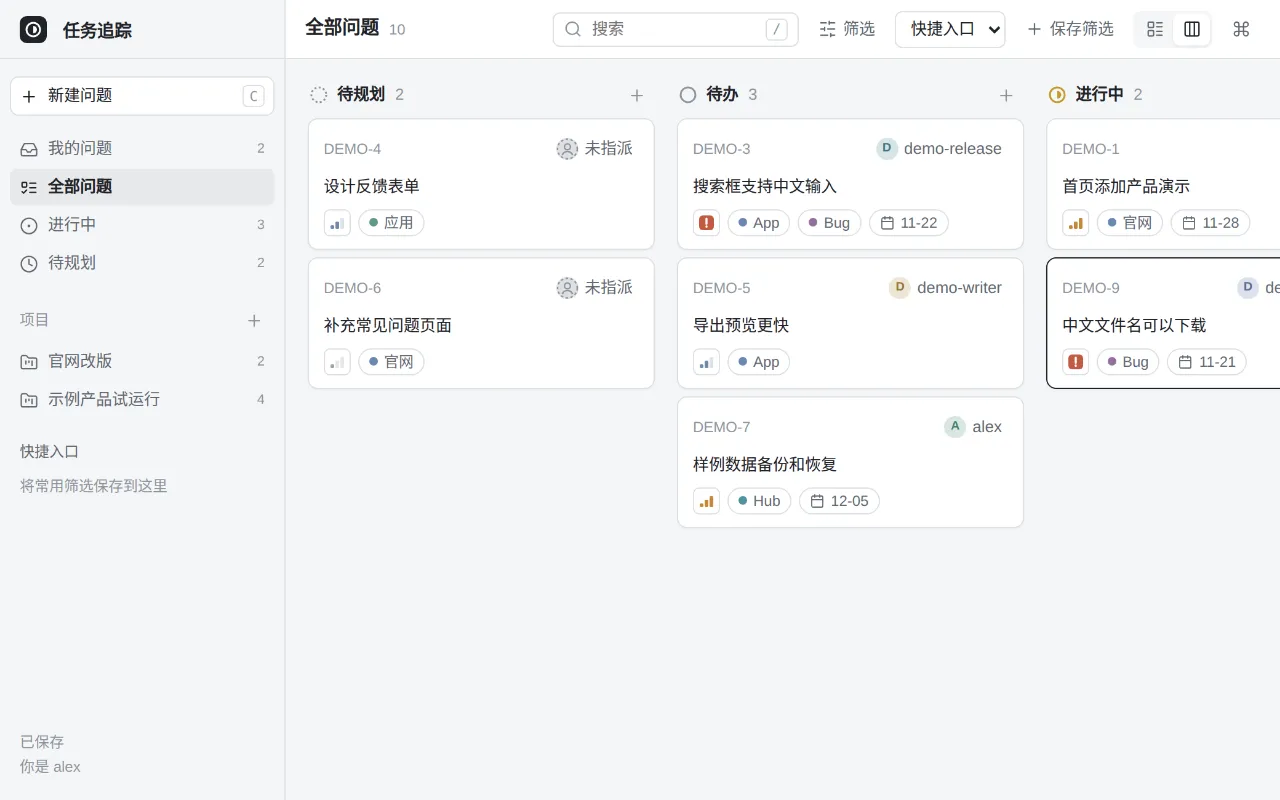 任务追踪
新建问题 C
我的问题 2
全部问题
进行中 3
待规划 2
项目
官网改版 2
示例产品试运行 4
快捷入口
将常用筛选保存到这里
已保存
你是 alex
全部问题 10
搜索 /
筛选
快捷入口
保存筛选
待规划 2
DEMO-4 未指派
设计反馈表单
应用
DEMO-6 未指派
补充常见问题页面
官网
待办 3
DEMO-3 D demo-release
搜索框支持中文输入
App Bug 11-22
DEMO-5 D demo-writer
导出预览更快
App
DEMO-7 A alex
样例数据备份和恢复
Hub 12-05
进行中 2
DEMO-1
首页添加产品演示
官网 11-28
DEMO-9 D de
中文文件名可以下载
Bug 11-21